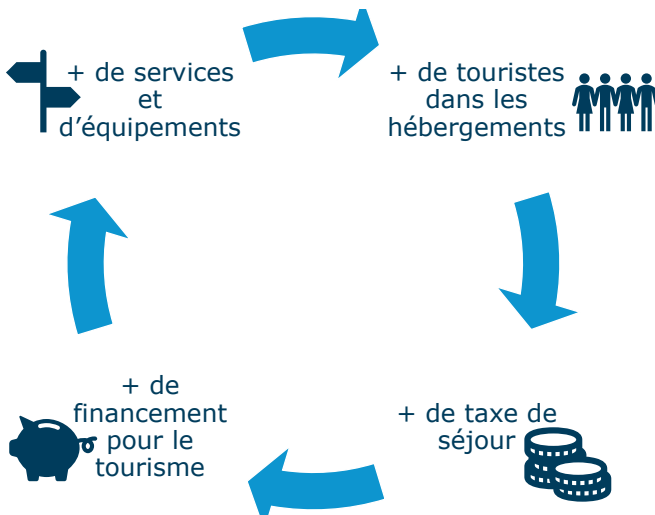 + de services
et
d’équipements
+ de touristes
dans les
hébergements
+ de taxe de
séjour
+ de
financement
pour le
tourisme